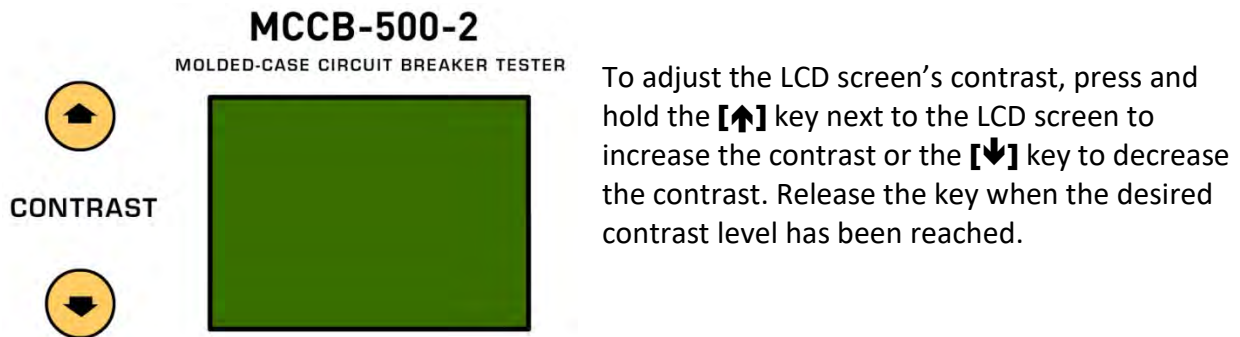 MCCB-500-2
MOLDED-CASE CIRCUIT BREAKER TESTER
CONTRAST
To adjust the LCD screen’s contrast, press and
hold the [🡹] key next to the LCD screen to
increase the contrast or the [🡻] key to decrease
the contrast. Release the key when the desired
contrast level has been reached.